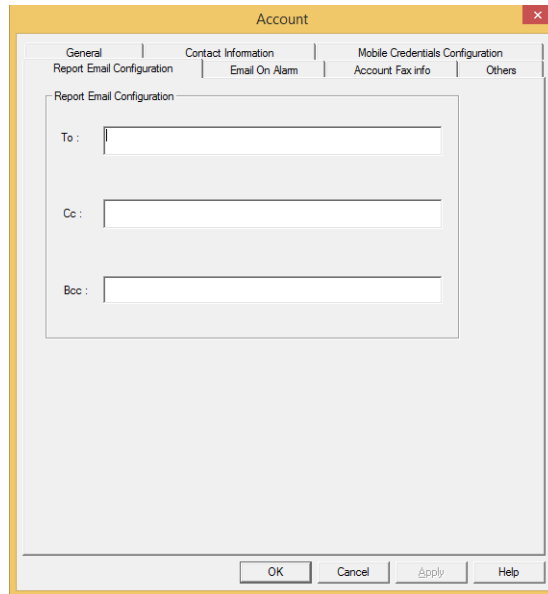 Account
General Contact Information Mobile Credentials Configuration
Report Email Configuration Email On Alarm Account Fax info Others
Report Email Configuration
To :
Cc :
Bcc :
OK Cancel Apply Help